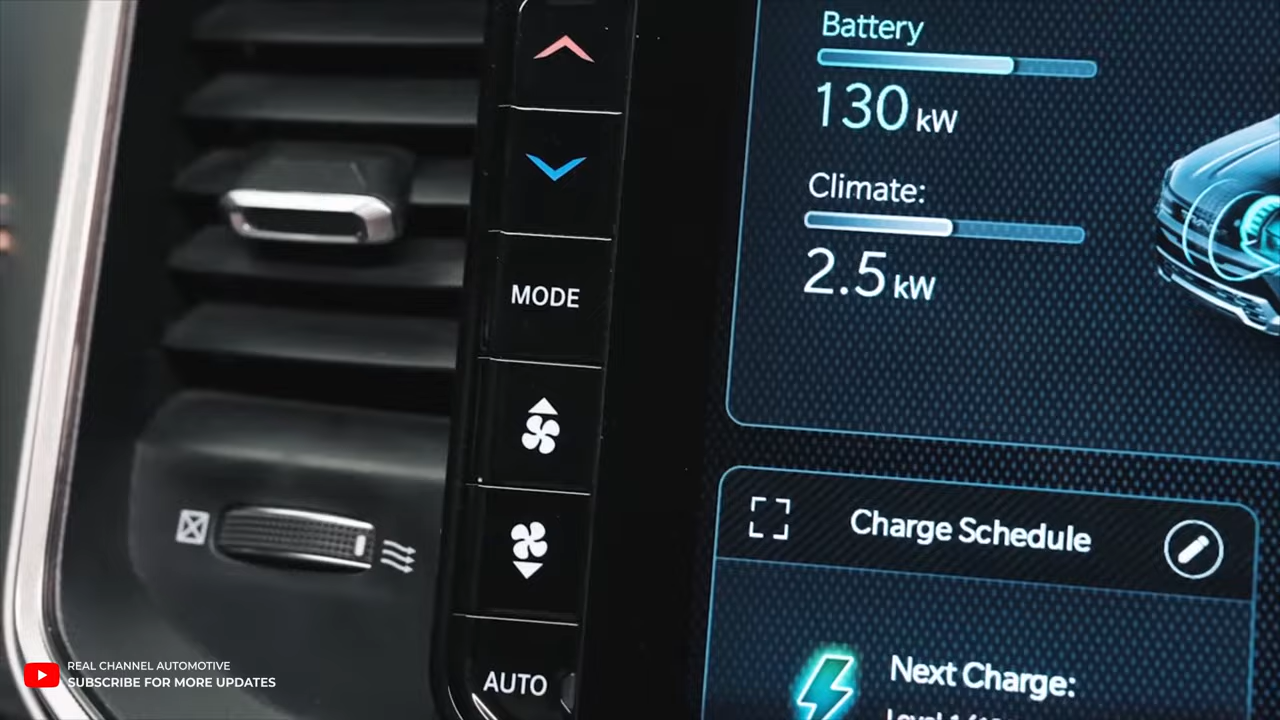 Battery
130 kW
Climate:
2.5 kW
MODE
Charge Schedule
Next Charge:
AUTO
REAL CHANNEL AUTOMOTIVE
SUBSCRIBE FOR MORE UPDATES